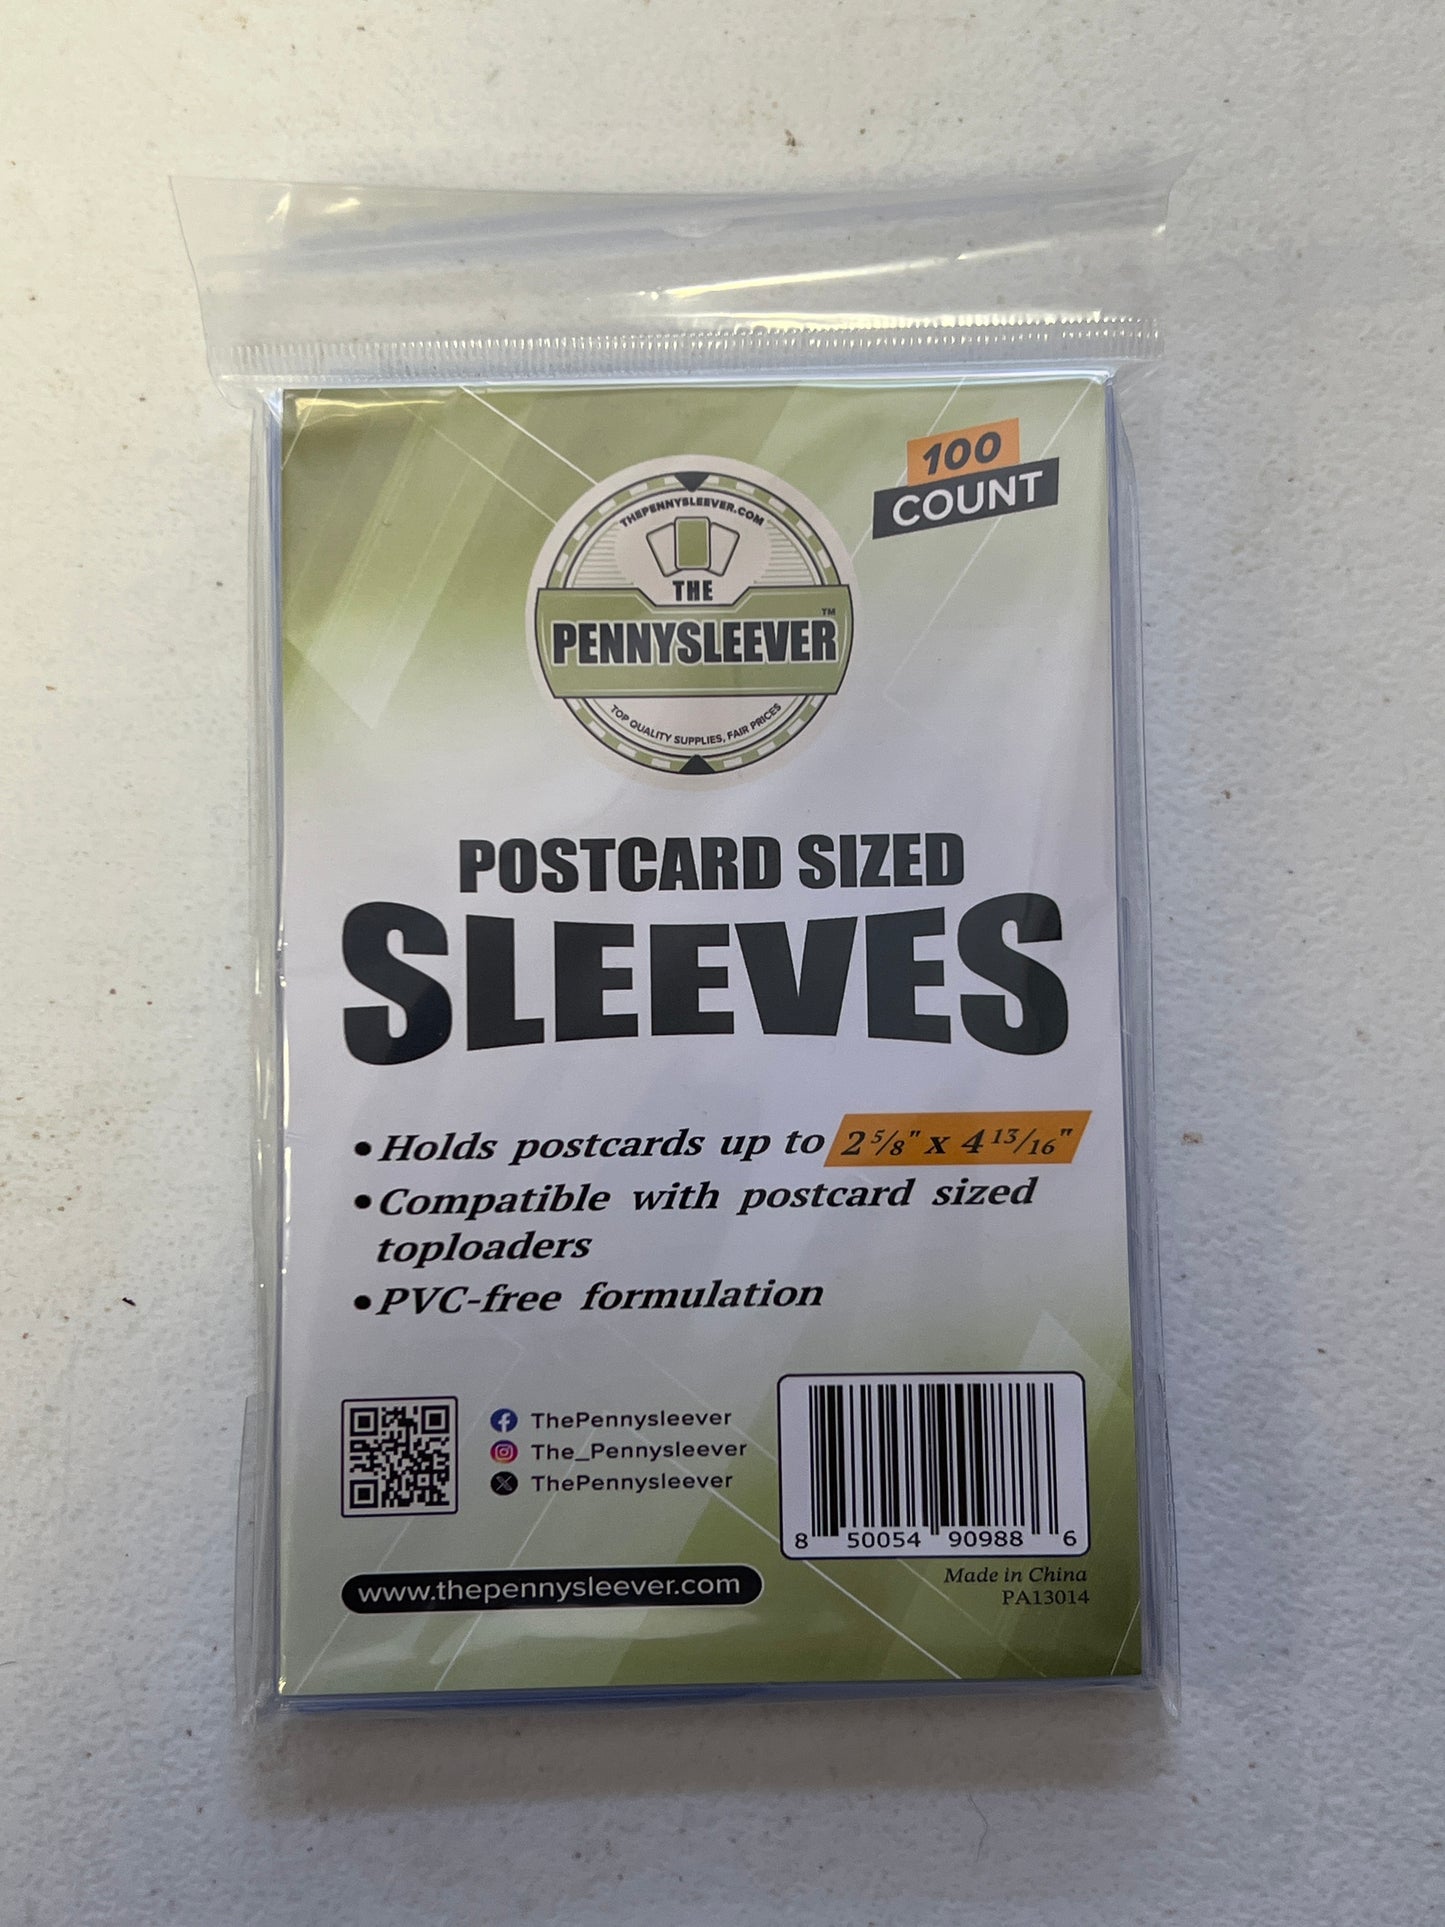 100
COUNT
THEPENNYSLEEVER.COM
THE
PENNYSLEEVER™
TOP QUALITY SUPPLIES, FAIR PRICES
POSTCARD SIZED
SLEEVES
•Holds postcards up to 2 5/8" x 4 13/16"
•Compatible with postcard sized
toploaders
•PVC-free formulation
ThePennysleever
The_Pennysleever
ThePennysleever
8 50054 90988 6
www.thepennysleever.com
Made in China
PA13014